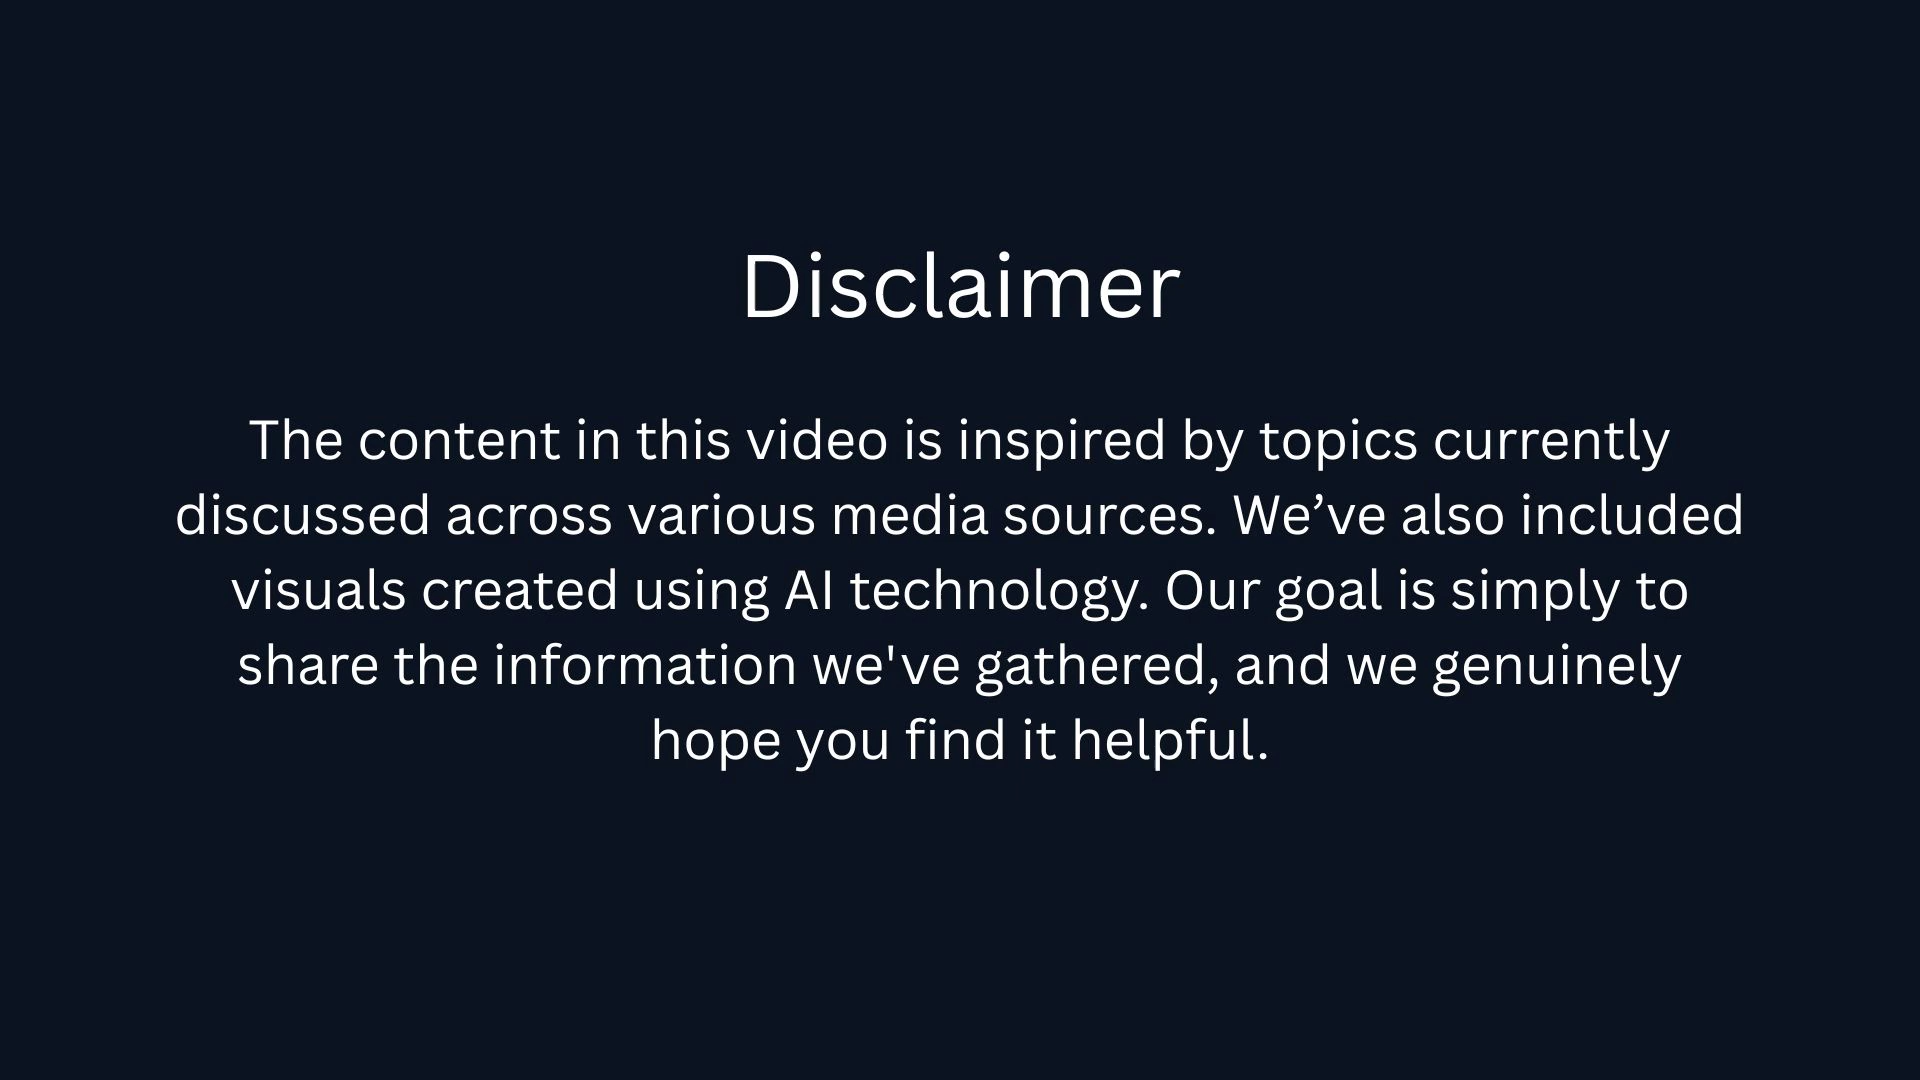 Disclaimer
The content in this video is inspired by topics currently
discussed across various media sources. We’ve also included
visuals created using AI technology. Our goal is simply to
share the information we've gathered, and we genuinely
hope you find it helpful.